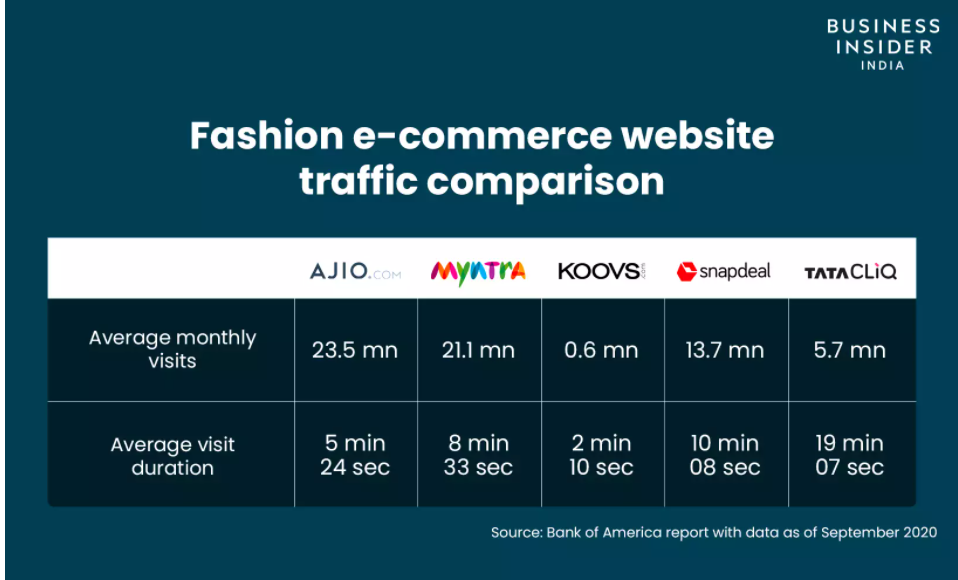 BUSINESS
INSIDER
INDIA
Fashion e-commerce website
traffic comparison
AJIO.COM myntra KOOVS.com snapdeal TATA CLiQ
Average monthly
visits
23.5 mn 21.1 mn 0.6 mn 13.7 mn 5.7 mn
Average visit
duration
5 min 8 min 2 min 10 min 19 min
24 sec 33 sec 10 sec 08 sec 07 sec
Source: Bank of America report with data as of September 2020